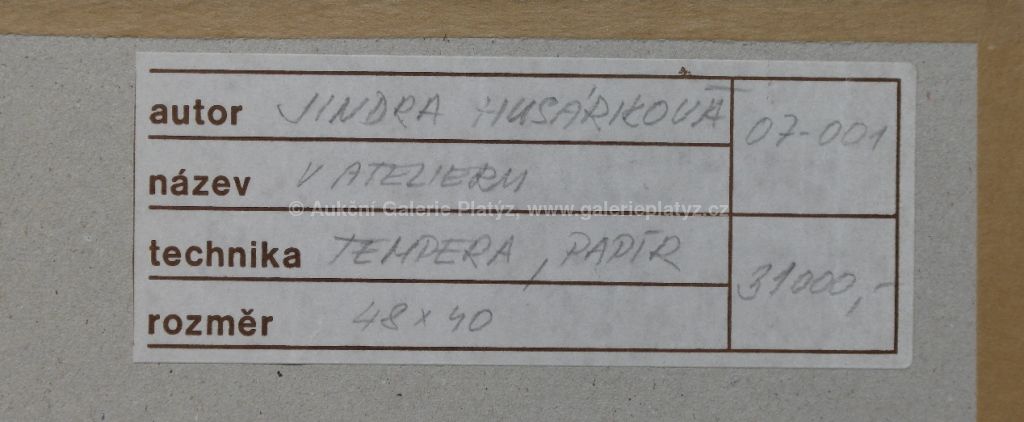 autor JINDRA HUSÁRIKOVÁ 07-001
název V ATELIERU
© Aukční Galerie Platýz, www.galerieplatyz.cz
technika TEMPERA, PAPÍR 31000,-
rozměr 48 x 40